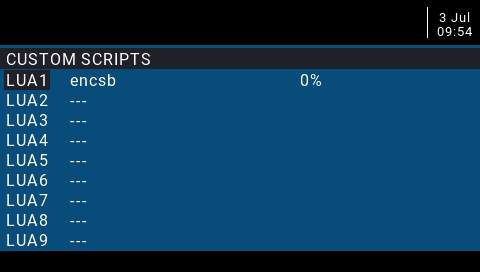 3 Jul
09:54
CUSTOM SCRIPTS
LUA1 encsb 0%
LUA2 ---
LUA3 ---
LUA4 ---
LUA5 ---
LUA6 ---
LUA7 ---
LUA8 ---
LUA9 ---